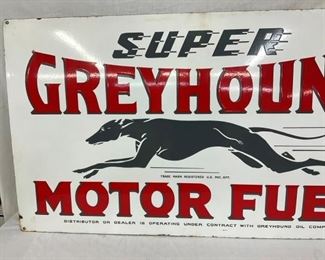 SUPER
GREYHOUN
TRADE MARK REGISTERED U.S. PAT. OFF.
MOTOR FUE
DISTRIBUTOR OR DEALER IS OPERATING UNDER CONTRACT WITH GREYHOUND OIL COMP